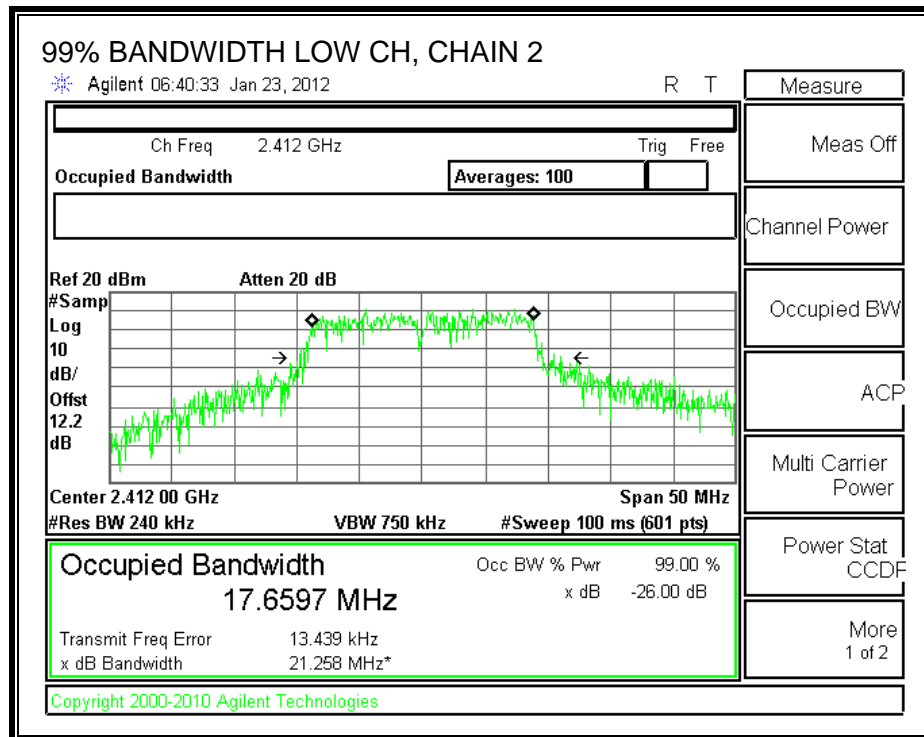 99% BANDWIDTH LOW CH, CHAIN 2
Agilent 06:40:33 Jan 23, 2012 R T
Measure
Ch Freq 2.412 GHz Trig Free
Meas Off
Occupied Bandwidth Averages: 100
Channel Power
Ref 20 dBm Atten 20 dB
#Samp
Log
10
dB/
Offst
12.2
dB
Occupied BW
ACP
Multi Carrier
Power
Center 2.412 00 GHz Span 50 MHz
#Res BW 240 kHz VBW 750 kHz #Sweep 100 ms (601 pts)
Power Stat
CCDF
Occupied Bandwidth Occ BW % Pwr 99.00 %
17.6597 MHz x dB -26.00 dB
Transmit Freq Error 13.439 kHz
x dB Bandwidth 21.258 MHz*
More
1 of 2
Copyright 2000-2010 Agilent Technologies